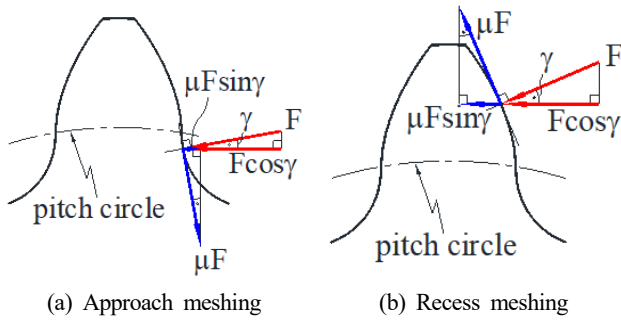 μFsinγ
γ
F
Fcosγ
pitch circle
μF
(a) Approach meshing
μF
F
γ
μFsinγ
Fcosγ
pitch circle
(b) Recess meshing